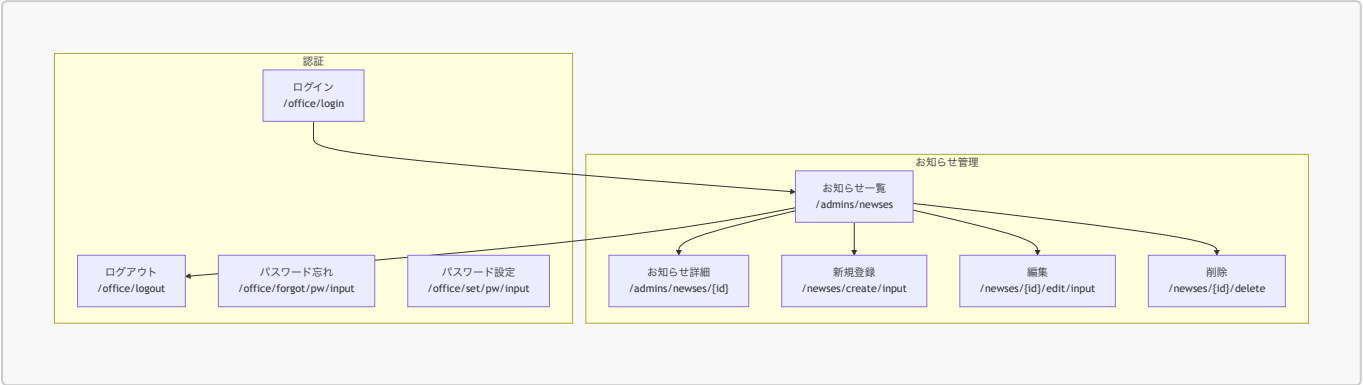 認証
ログイン
/office/login
お知らせ管理
お知らせ一覧
/admins/newses
ログアウト
/office/logout
パスワード忘れ
/office/forgot/pw/input
パスワード設定
/office/set/pw/input
お知らせ詳細
/admins/newses/{id}
新規登録
/newses/create/input
編集
/newses/{id}/edit/input
削除
/newses/{id}/delete